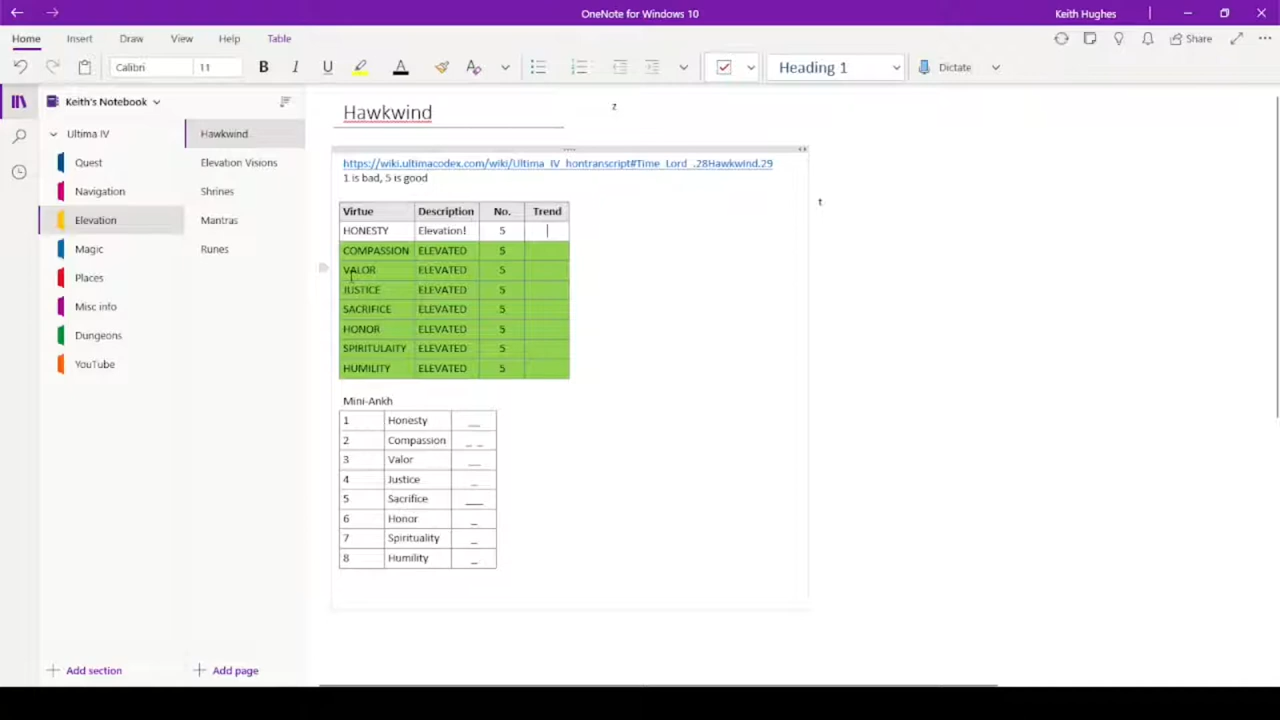 OneNote for Windows 10
Keith Hughes
Home Insert Draw View Help Table
Share
Calibri 11 B I U A Heading 1 Dictate
Keith's Notebook
Ultima IV
Quest
Navigation
Elevation
Magic
Places
Misc info
Dungeons
YouTube
Add section
Hawkwind
Elevation Visions
Shrines
Mantras
Runes
Add page
Hawkwind
z
https://wiki.ultimacodex.com/wiki/Ultima_IV_hontranscript#Time_Lord_.28Hawkwind.29
1 is bad, 5 is good
t
Virtue Description No. Trend
HONESTY Elevation! 5
COMPASSION ELEVATED 5
VALOR ELEVATED 5
JUSTICE ELEVATED 5
SACRIFICE ELEVATED 5
HONOR ELEVATED 5
SPIRITULAITY ELEVATED 5
HUMILITY ELEVATED 5
Mini-Ankh
1 Honesty __
2 Compassion _ _
3 Valor __
4 Justice _
5 Sacrifice ___
6 Honor _
7 Spirituality _
8 Humility _